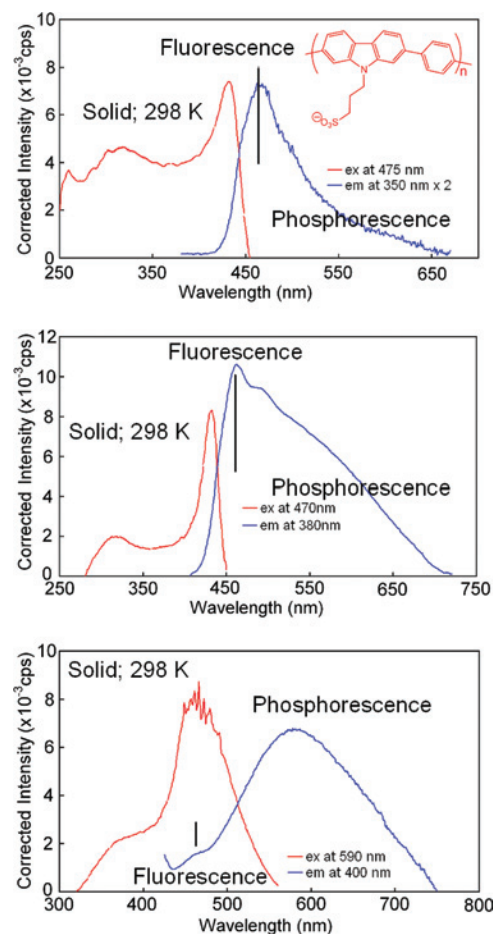 Fluorescence
Solid; 298 K
n
N
⊖O₃S
ex at 475 nm
em at 350 nm x 2
Phosphorescence
Corrected Intensity (x10⁻³cps)
8
6
4
2
0
250 350 450 550 650
Wavelength (nm)
Fluorescence
Solid; 298 K
Phosphorescence
ex at 470nm
em at 380nm
Corrected Intensity (x10⁻³cps)
12
10
8
6
4
2
0
250 350 450 550 650 750
Wavelength (nm)
Solid; 298 K
Phosphorescence
Fluorescence
ex at 590 nm
em at 400 nm
Corrected Intensity (x10⁻³cps)
10
8
6
4
2
0
300 400 500 600 700 800
Wavelength (nm)